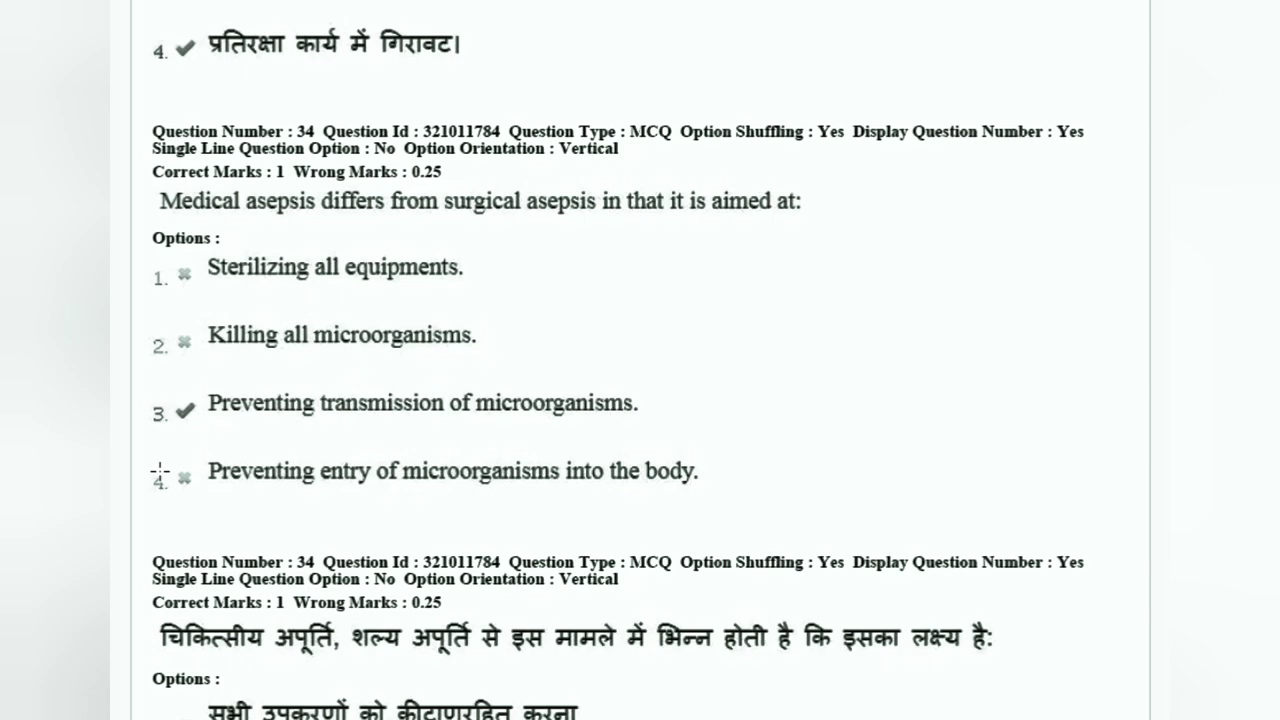 4. ✔ प्रतिरक्षा कार्य में गिरावट।
Question Number : 34 Question Id : 321011784 Question Type : MCQ Option Shuffling : Yes Display Question Number : Yes
Single Line Question Option : No Option Orientation : Vertical
Correct Marks : 1 Wrong Marks : 0.25
Medical asepsis differs from surgical asepsis in that it is aimed at:
Options :
1. ✖ Sterilizing all equipments.
2. ✖ Killing all microorganisms.
3. ✔ Preventing transmission of microorganisms.
4. ✖ Preventing entry of microorganisms into the body.
Question Number : 34 Question Id : 321011784 Question Type : MCQ Option Shuffling : Yes Display Question Number : Yes
Single Line Question Option : No Option Orientation : Vertical
Correct Marks : 1 Wrong Marks : 0.25
चिकित्सीय अपूर्ति, शल्य अपूर्ति से इस मामले में भिन्न होती है कि इसका लक्ष्य है:
Options :
सभी उपकरणों को कीटाणुरहित करना